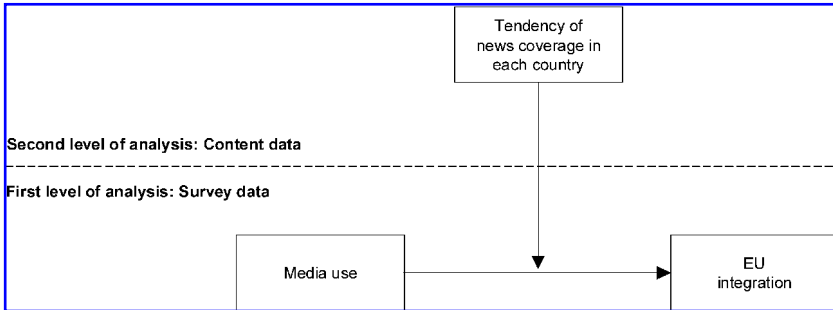 Tendency of
news coverage in
each country
Second level of analysis: Content data
First level of analysis: Survey data
Media use
EU
integration